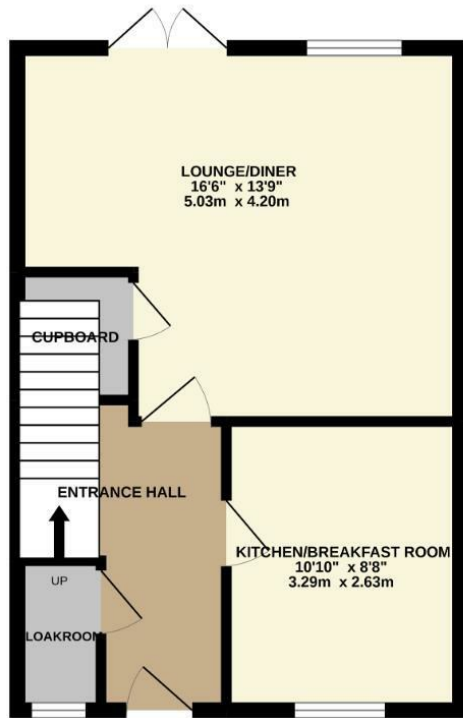 LOUNGE/DINER
16'6" x 13'9"
5.03m x 4.20m
CUPBOARD
ENTRANCE HALL
KITCHEN/BREAKFAST ROOM
10'10" x 8'8"
3.29m x 2.63m
UP
LOAKROOM